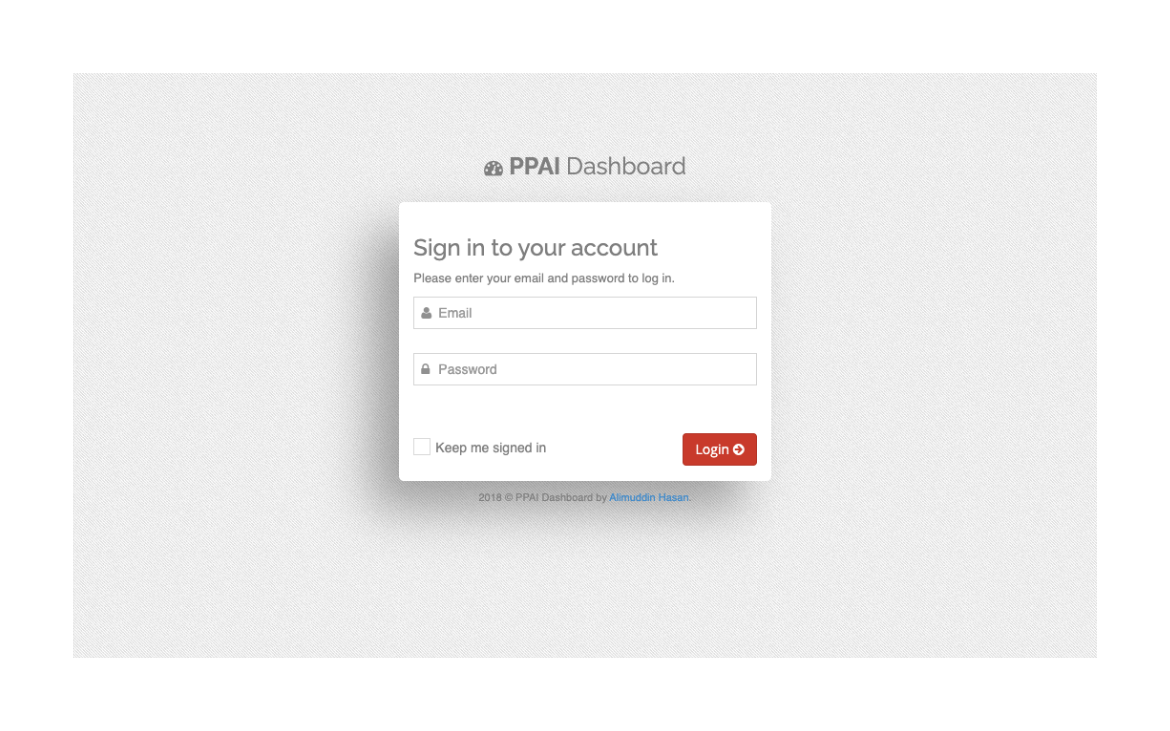 PPAI Dashboard
Sign in to your account
Please enter your email and password to log in.
Email
Password
Keep me signed in
Login
2018 © PPAI Dashboard by Alimuddin Hasan.